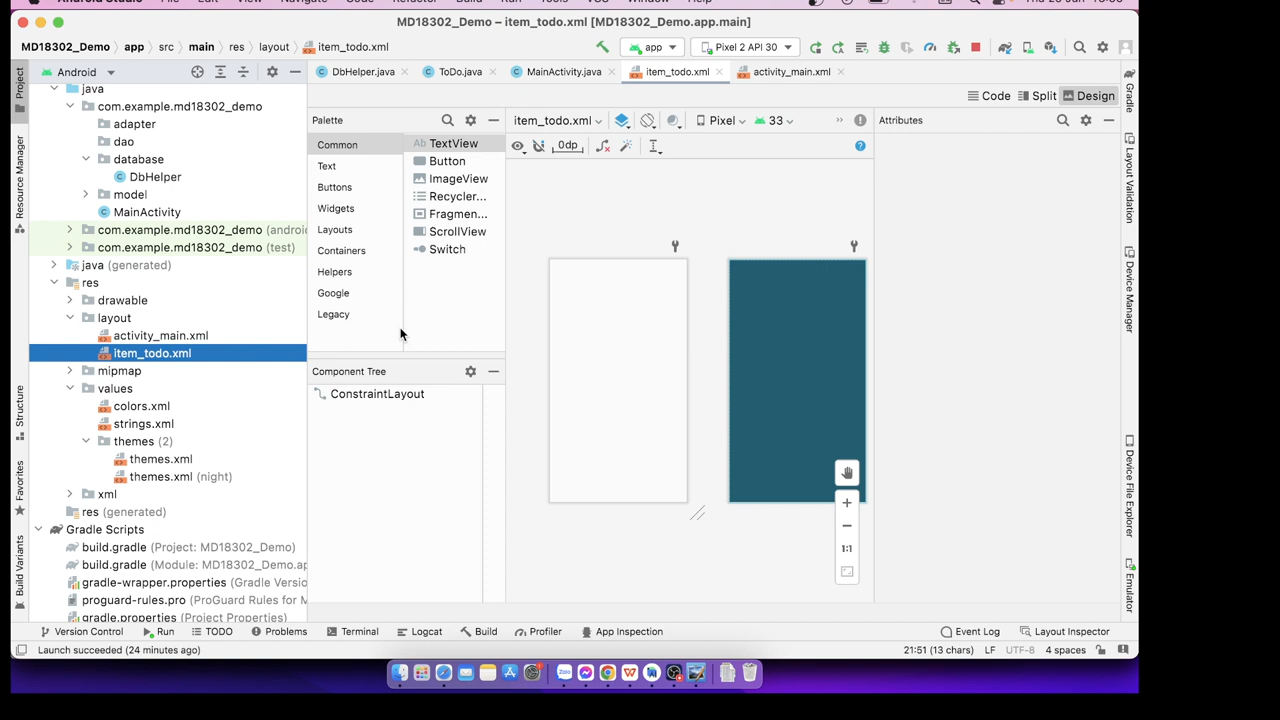 MD18302_Demo – item_todo.xml [MD18302_Demo.app.main]
MD18302_Demo app src main res layout item_todo.xml
app Pixel 2 API 30
Project
Resource Manager
Structure
Favorites
Build Variants
Android
java
com.example.md18302_demo
adapter
dao
database
DbHelper
model
MainActivity
com.example.md18302_demo (androi
com.example.md18302_demo (test)
java (generated)
res
drawable
layout
activity_main.xml
item_todo.xml
mipmap
values
colors.xml
strings.xml
themes (2)
themes.xml
themes.xml (night)
xml
res (generated)
Gradle Scripts
build.gradle (Project: MD18302_Demo)
build.gradle (Module: MD18302_Demo.ap
gradle-wrapper.properties (Gradle Versio
proguard-rules.pro (ProGuard Rules for M
gradle.properties (Project Properties)
DbHelper.java ToDo.java MainActivity.java item_todo.xml activity_main.xml
Code Split Design
Palette
Common
Text
Buttons
Widgets
Layouts
Containers
Helpers
Google
Legacy
Ab TextView
Button
ImageView
Recycler...
Fragmen...
ScrollView
Switch
Component Tree
ConstraintLayout
item_todo.xml Pixel 33 »
0dp
1:1
Attributes
Gradle
Layout Validation
Device Manager
Device File Explorer
Emulator
Version Control Run TODO Problems Terminal Logcat Build Profiler App Inspection Event Log Layout Inspector
Launch succeeded (24 minutes ago) 21:51 (13 chars) LF UTF-8 4 spaces